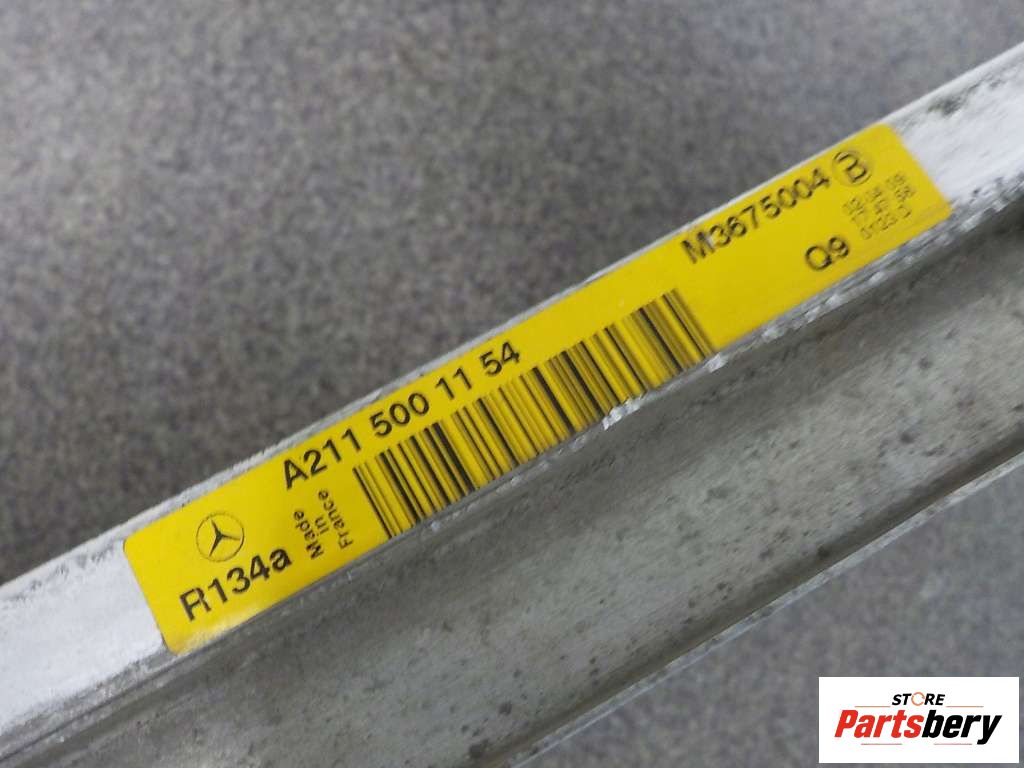 A211 500 11 54
M3675004 B
R134a
Made
in
France
Q9
STORE
Partsbery